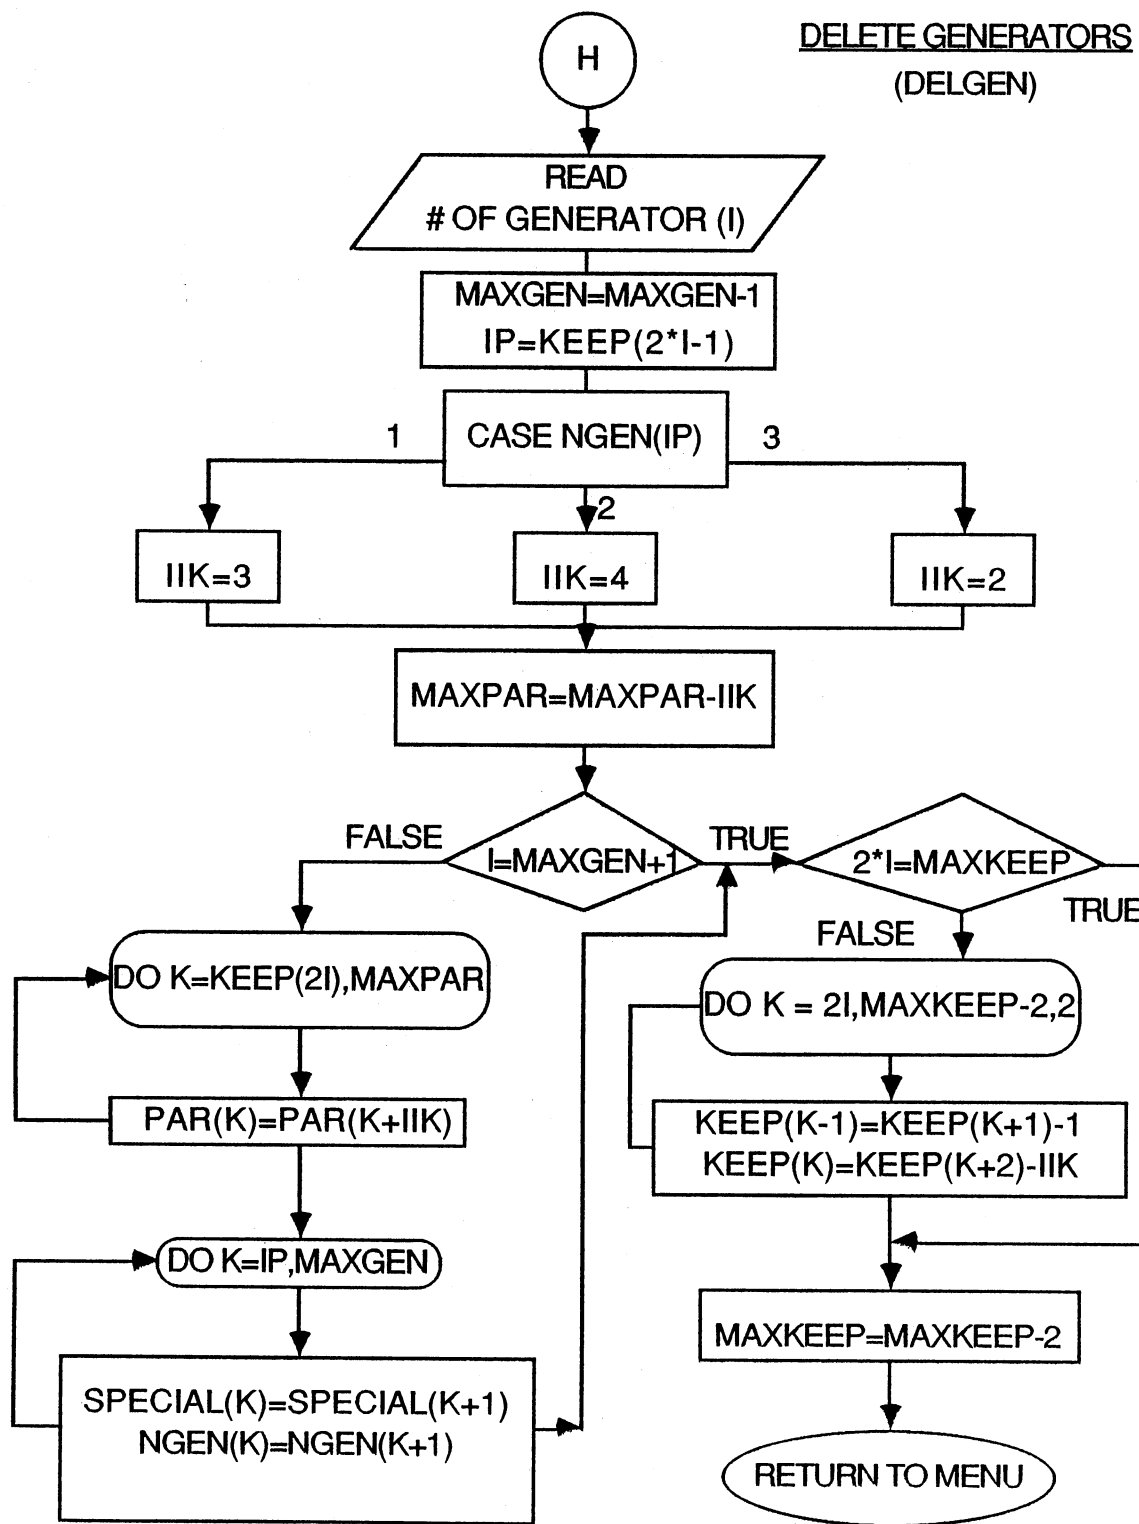 H
DELETE GENERATORS
(DELGEN)
READ
# OF GENERATOR (I)
MAXGEN=MAXGEN-1
IP=KEEP(2*I-1)
1
CASE NGEN(IP)
3
2
IIK=3
IIK=4
IIK=2
MAXPAR=MAXPAR-IIK
FALSE
I=MAXGEN+1
TRUE
2*I=MAXKEEP
TRUE
FALSE
DO K=KEEP(2I),MAXPAR
DO K = 2I,MAXKEEP-2,2
PAR(K)=PAR(K+IIK)
KEEP(K-1)=KEEP(K+1)-1
KEEP(K)=KEEP(K+2)-IIK
DO K=IP,MAXGEN
MAXKEEP=MAXKEEP-2
SPECIAL(K)=SPECIAL(K+1)
NGEN(K)=NGEN(K+1)
RETURN TO MENU